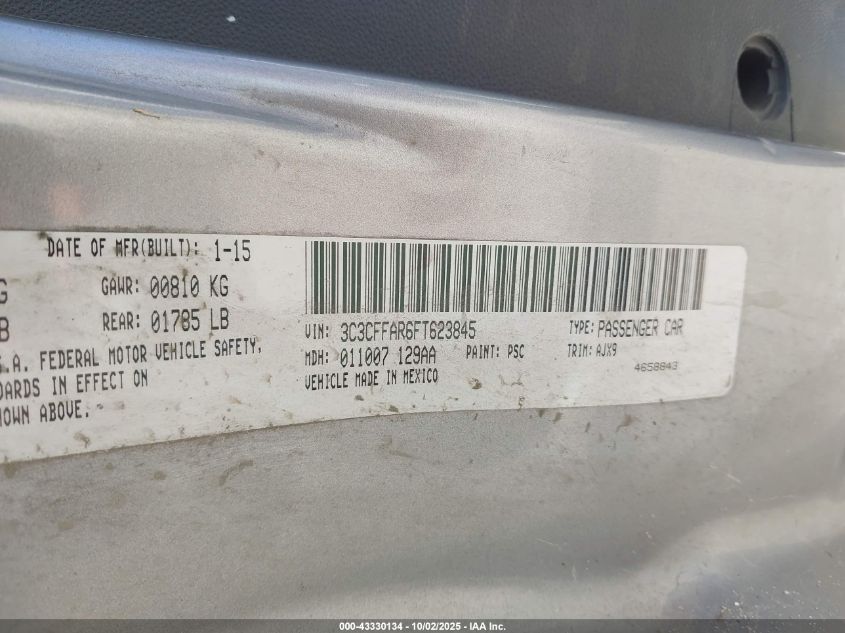 DATE OF MFR(BUILT): 1-15
G GAWR: 00810 KG
B REAR: 01785 LB
S.A. FEDERAL MOTOR VEHICLE SAFETY,
DARDS IN EFFECT ON
HOWN ABOVE.
VIN: 3C3CFFAR6FT623845 TYPE: PASSENGER CAR
MDH: 011007 129AA PAINT: PSC TRIM: AJX9
VEHICLE MADE IN MEXICO 4658843
000-43330134 - 10/02/2025 - IAA Inc.